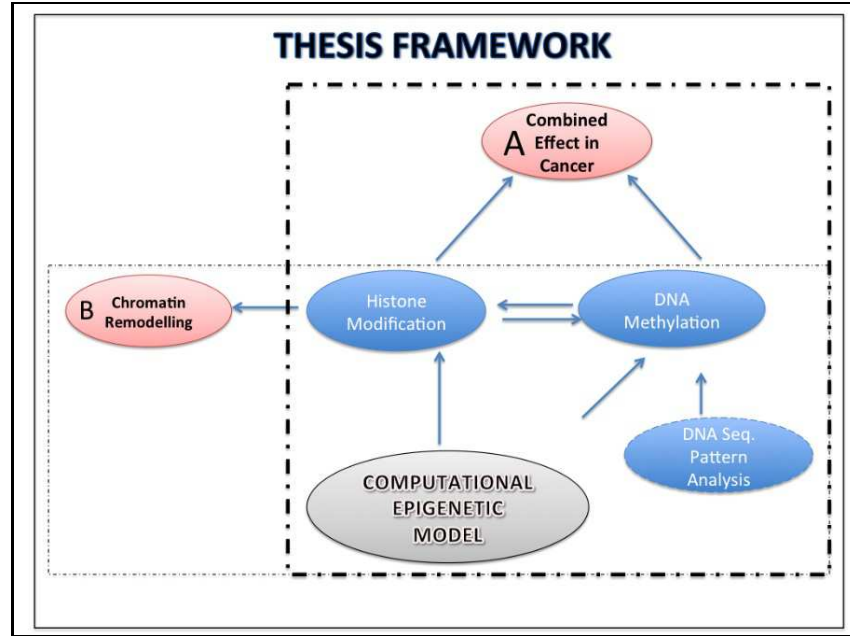 THESIS FRAMEWORK
A
Combined
Effect in
Cancer
B
Chromatin
Remodelling
Histone
Modification
DNA
Methylation
DNA Seq.
Pattern
Analysis
COMPUTATIONAL
EPIGENETIC
MODEL